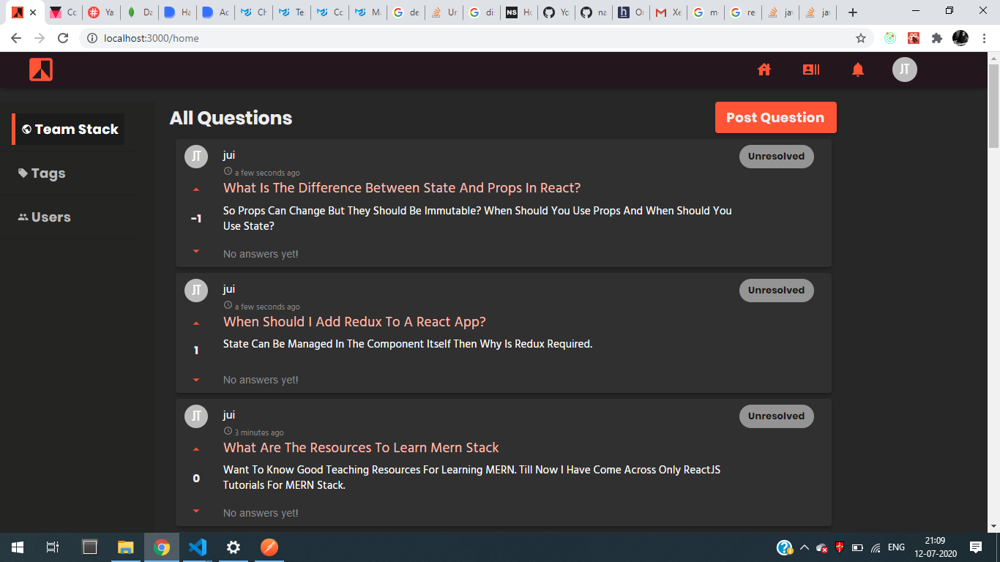 Cc
Ya
Da
Ha
Ac
Ch
Te
Cc
Ma
de
Ur
di
Ho
Yo
na
Ou
Xe
m
re
ja
ja
localhost:3000/home
JT
Team Stack
Tags
Users
All Questions
Post Question
JT
jui
Unresolved
a few seconds ago
What Is The Difference Between State And Props In React?
-1
So Props Can Change But They Should Be Immutable? When Should You Use Props And When Should You
Use State?
No answers yet!
JT
jui
Unresolved
a few seconds ago
When Should I Add Redux To A React App?
1
State Can Be Managed In The Component Itself Then Why Is Redux Required.
No answers yet!
JT
jui
Unresolved
3 minutes ago
What Are The Resources To Learn Mern Stack
0
Want To Know Good Teaching Resources For Learning MERN. Till Now I Have Come Across Only ReactJS
Tutorials For MERN Stack.
No answers yet!
ENG
21:09
12-07-2020